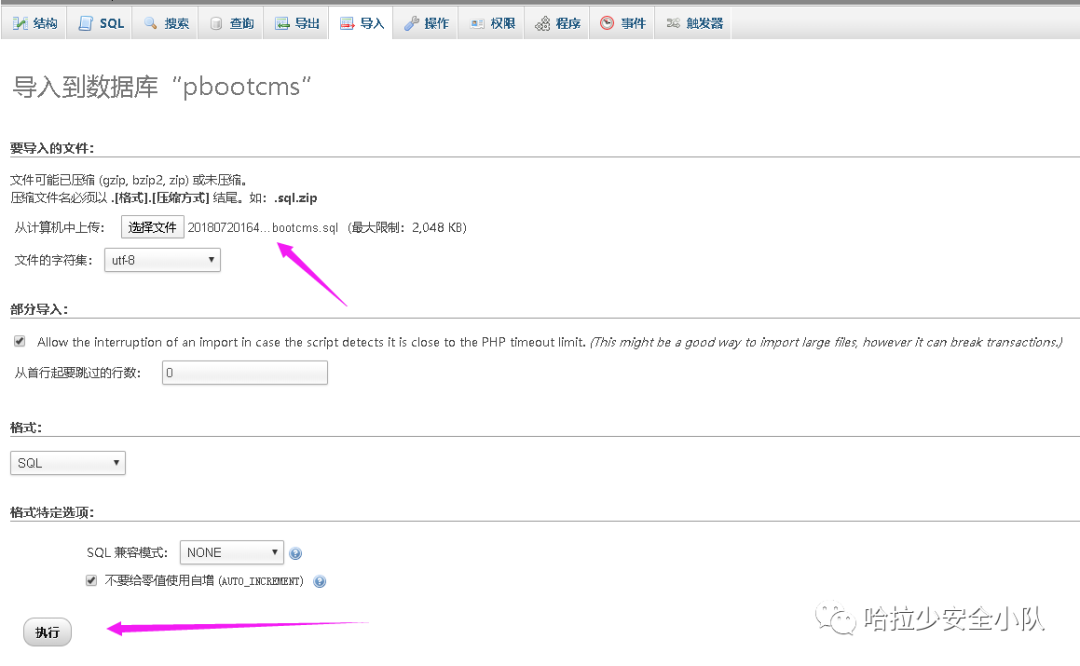 结构 SQL 搜索 查询 导出 导入 操作 权限 程序 事件 触发器
导入到数据库“pbootcms“
要导入的文件:
文件可能已压缩 (gzip, bzip2, zip) 或未压缩。
压缩文件名必须以 .[格式].[压缩方式] 结尾。如：.sql.zip
从计算机中上传: 选择文件 20180720164...bootcms.sql (最大限制：2,048 KB)
文件的字符集: utf-8
部分导入:
Allow the interruption of an import in case the script detects it is close to the PHP timeout limit. (This might be a good way to import large files, however it can break transactions.)
从首行起要跳过的行数: 0
格式:
SQL
格式特定选项:
SQL 兼容模式: NONE
不要给零值使用自增 (AUTO_INCREMENT)
执行
哈拉少安全小队